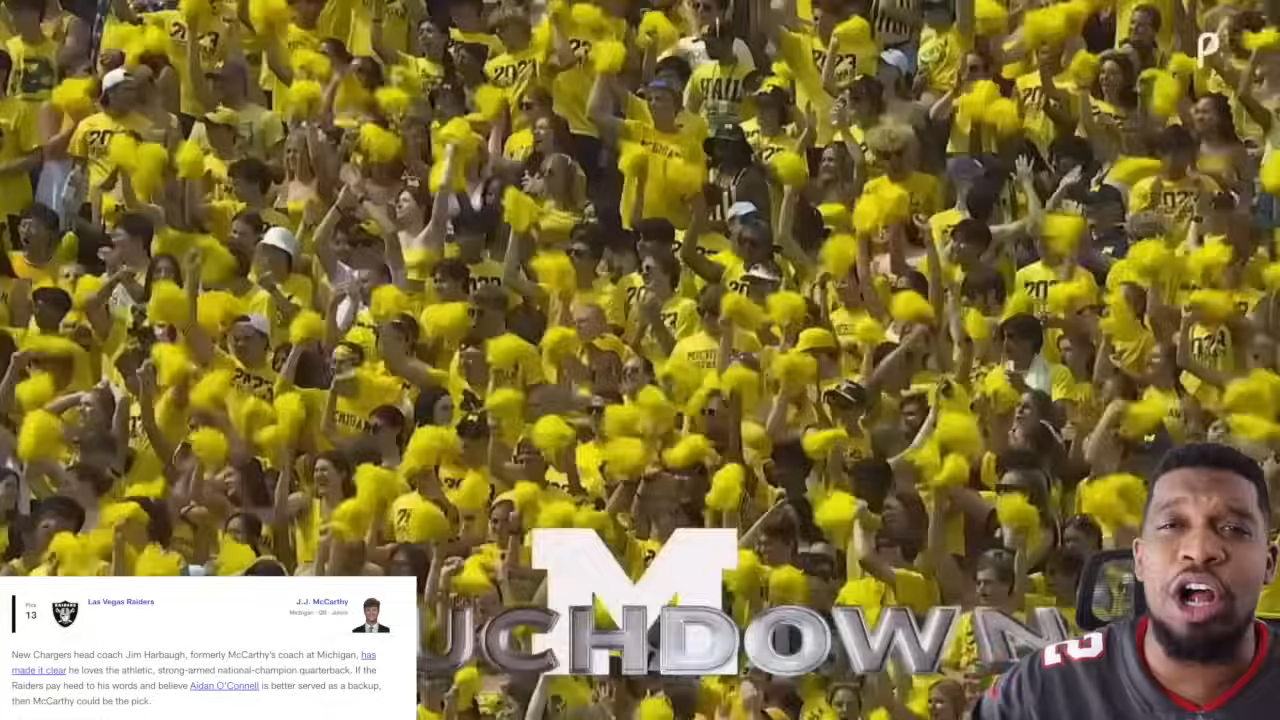 P
M
UCHDOWN
Pick
13
RAIDERS
Las Vegas Raiders
J.J. McCarthy
Michigan · QB · Junior
New Chargers head coach Jim Harbaugh, formerly McCarthy's coach at Michigan, has
made it clear he loves the athletic, strong-armed national-champion quarterback. If the
Raiders pay heed to his words and believe Aidan O'Connell is better served as a backup,
then McCarthy could be the pick.
2